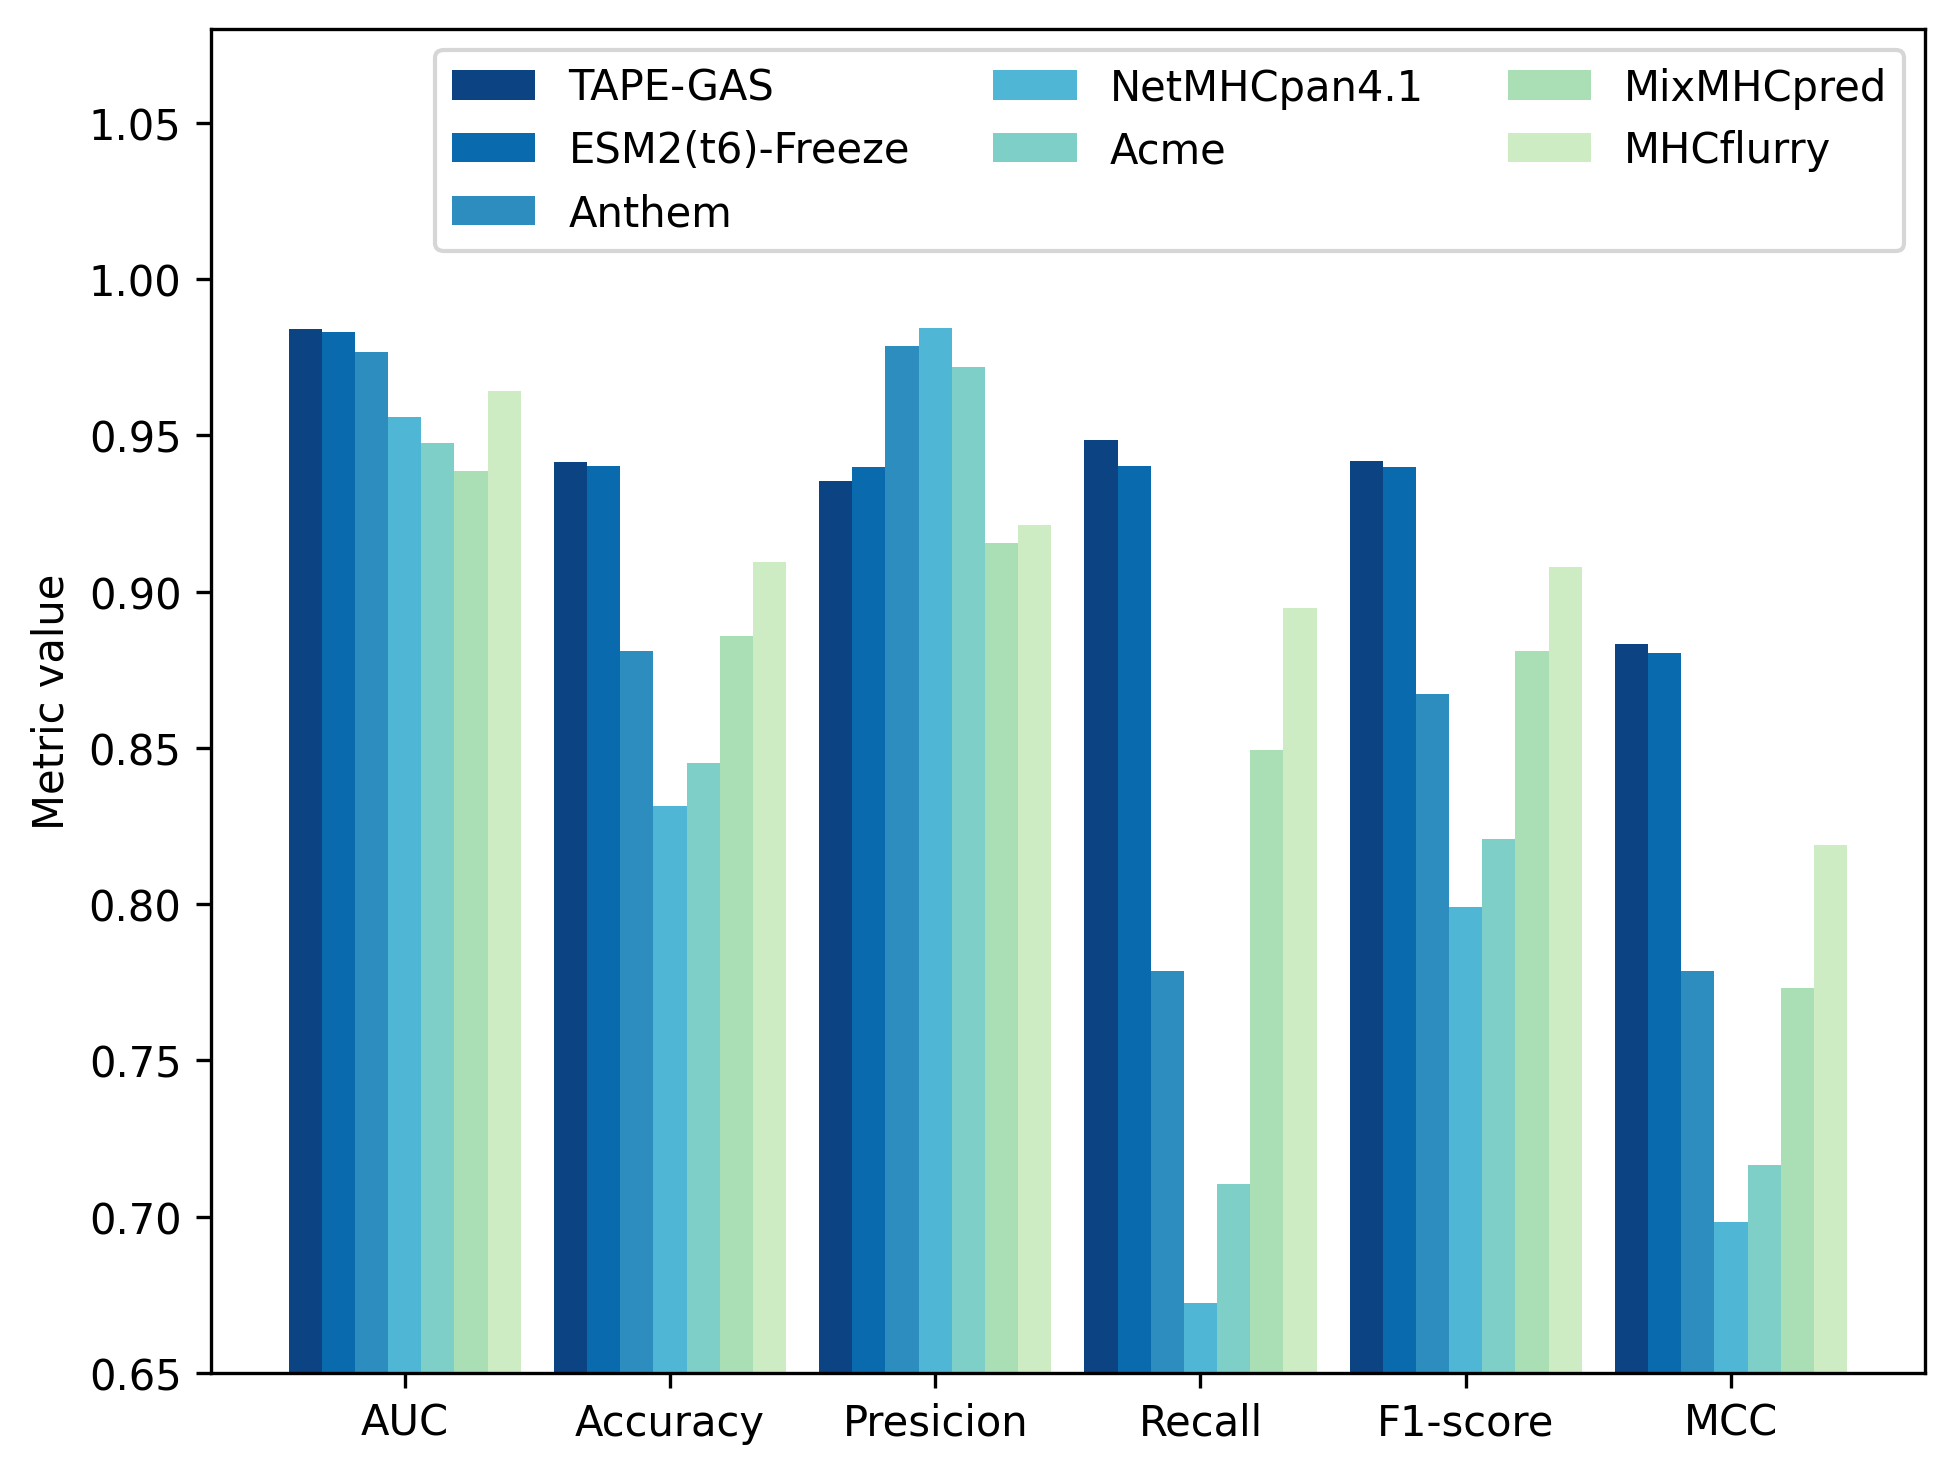 TAPE-GAS
ESM2(t6)-Freeze
Anthem
NetMHCpan4.1
Acme
MixMHCpred
MHCflurry
1.05
1.00
0.95
0.90
0.85
0.80
0.75
0.70
0.65
Metric value
AUC Accuracy Presicion Recall F1-score MCC